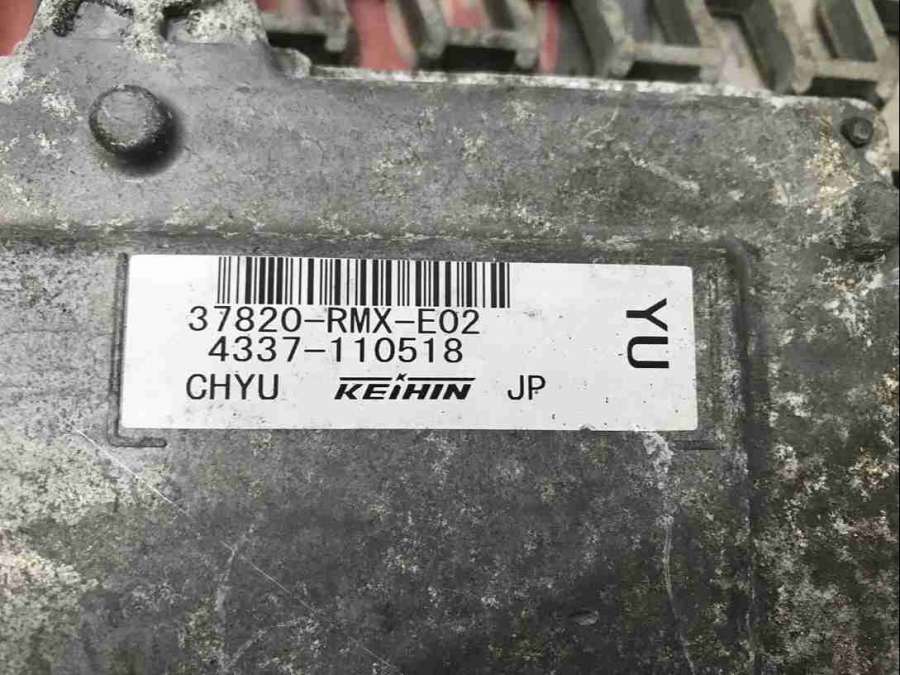 37820-RMX-E02
4337-110518
CHYU KEIHIN JP
YU